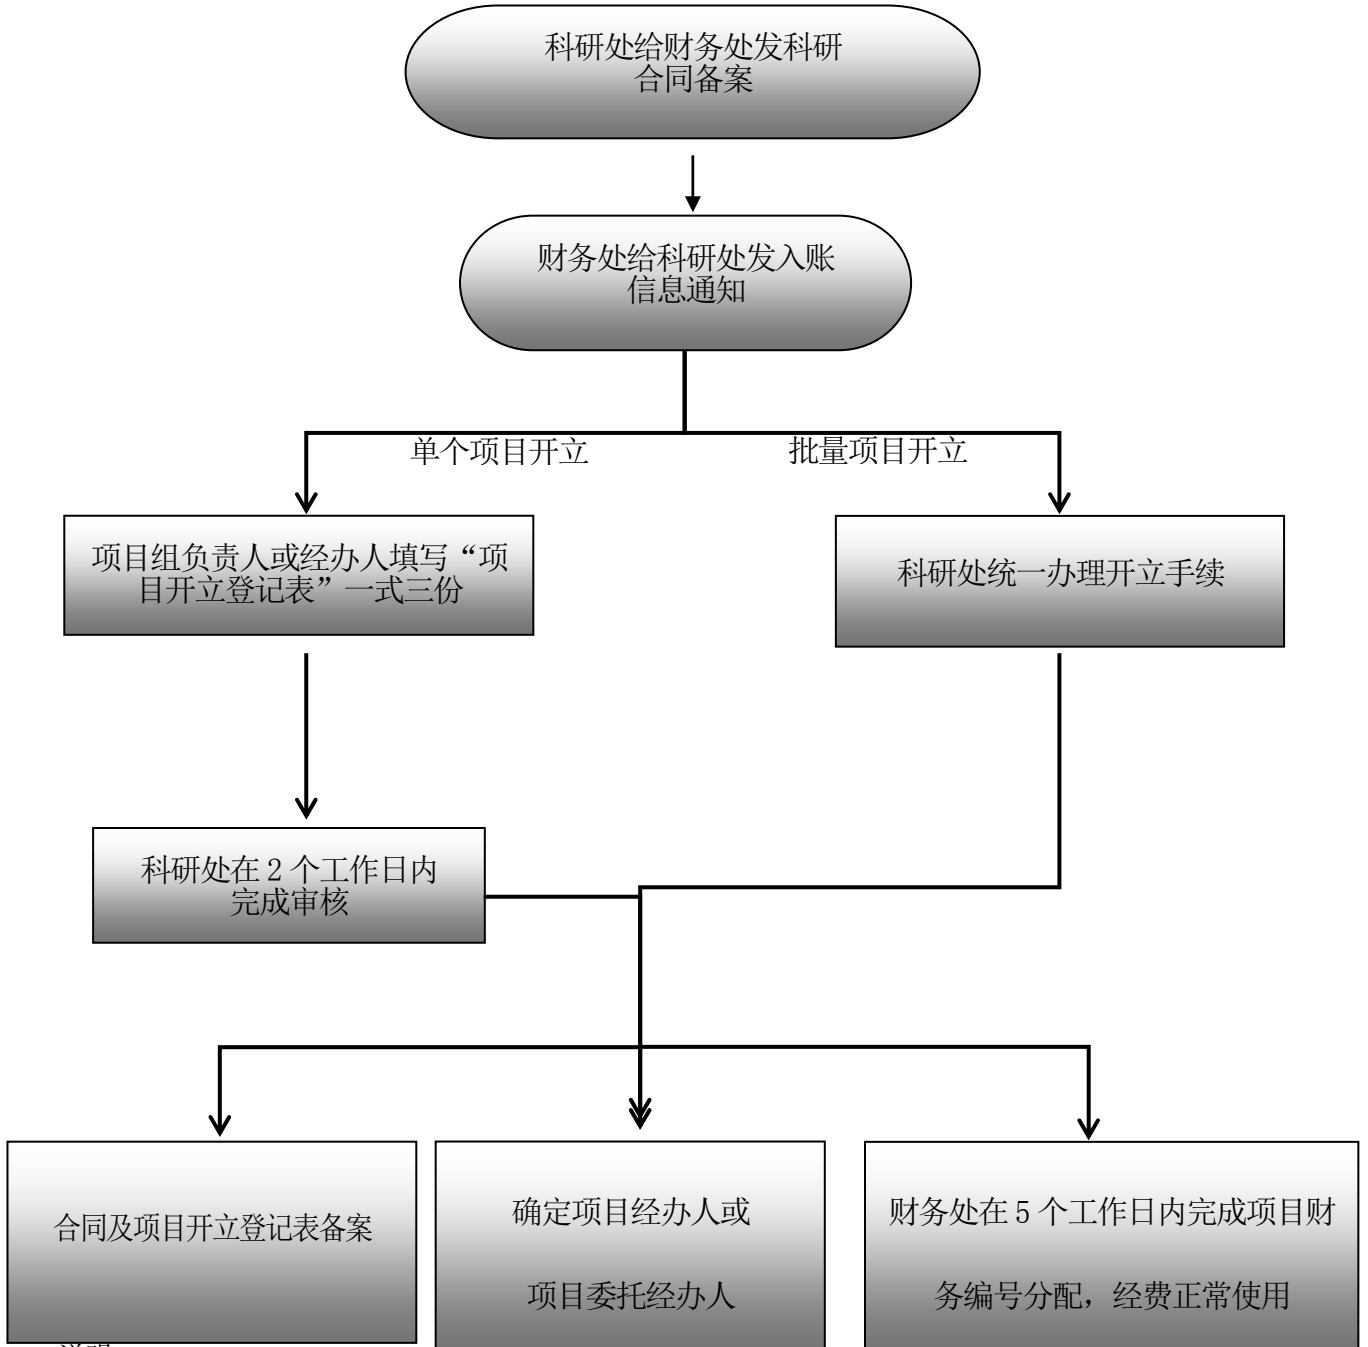 科研处给财务处发科研
合同备案
财务处给科研处发入账
信息通知
单个项目开立
批量项目开立
项目组负责人或经办人填写“项
目开立登记表”一式三份
科研处统一办理开立手续
科研处在 2 个工作日内
完成审核
合同及项目开立登记表备案
确定项目经办人或
项目委托经办人
财务处在 5 个工作日内完成项目财
务编号分配，经费正常使用